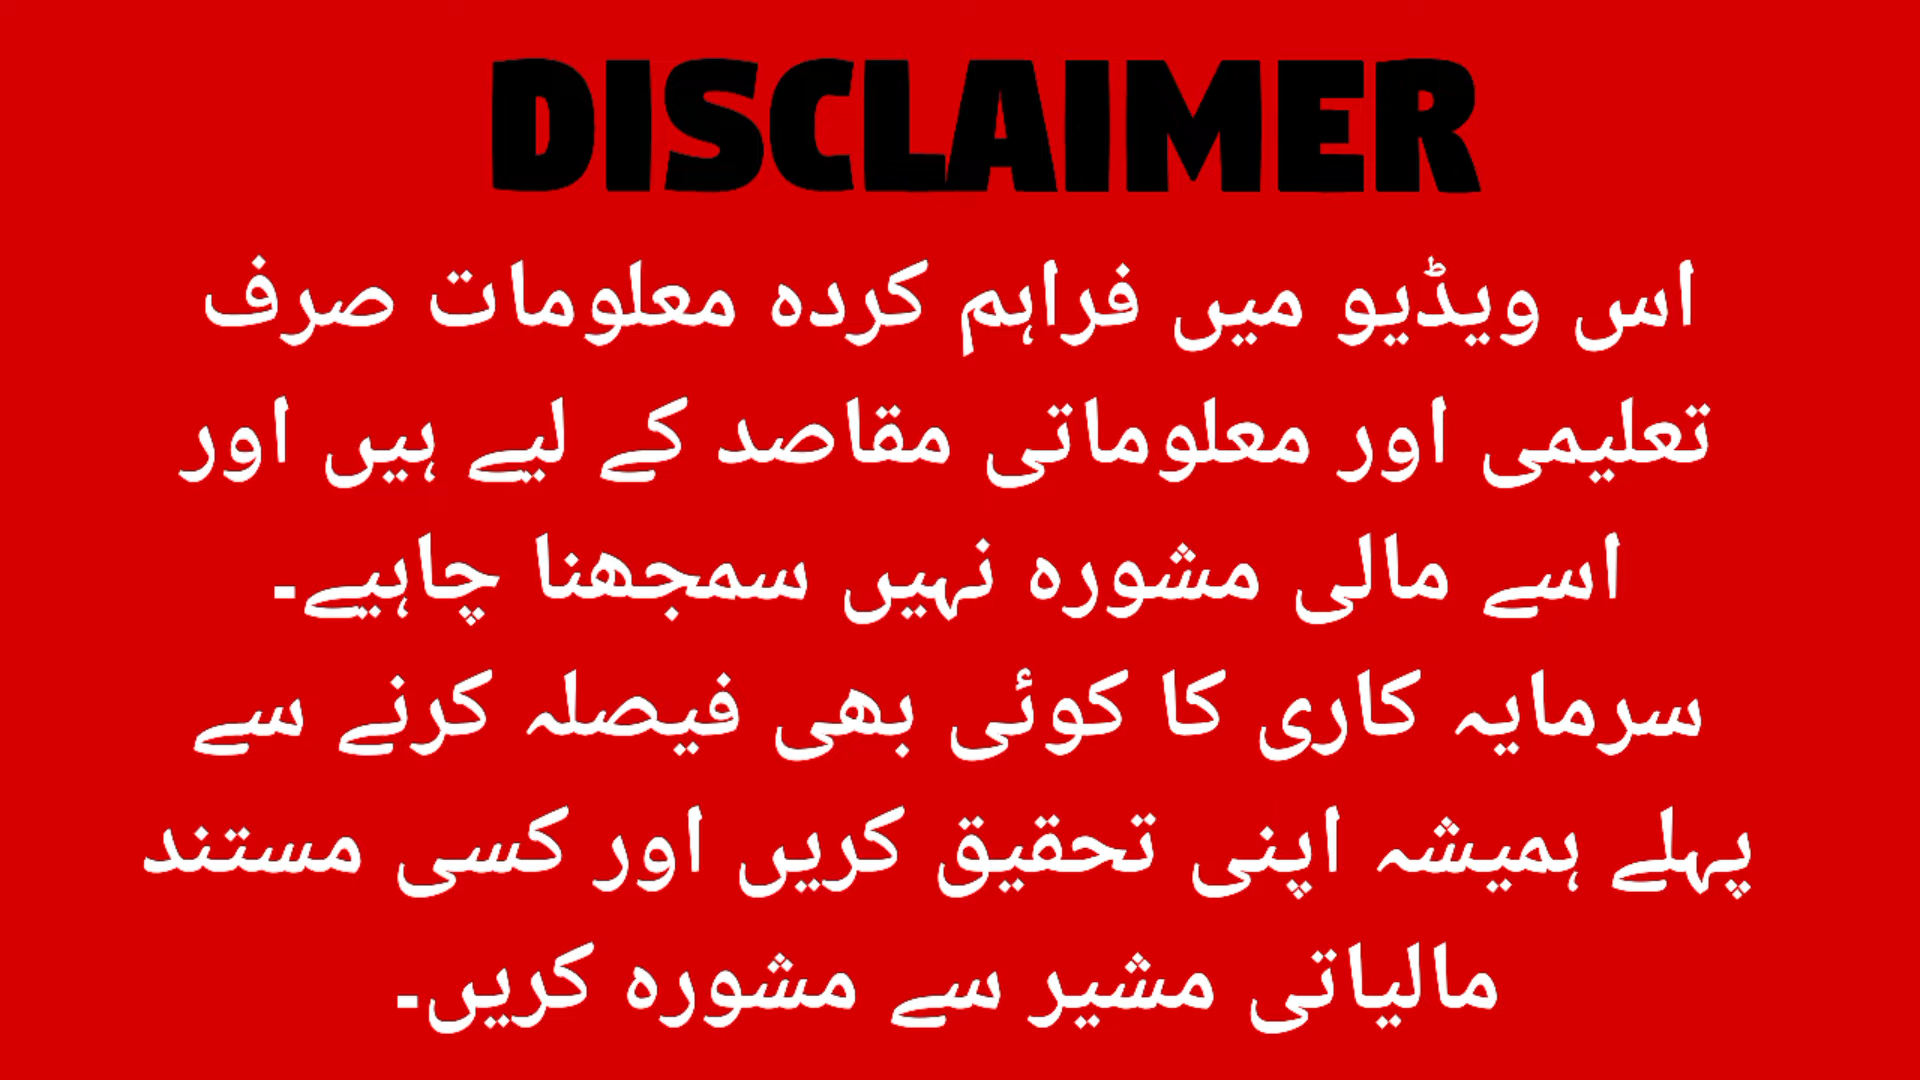 DISCLAIMER
اس ویڈیو میں فراہم کردہ معلومات صرف
تعلیمی اور معلوماتی مقاصد کے لیے ہیں اور
اسے مالی مشورہ نہیں سمجھنا چاہیے۔
سرمایہ کاری کا کوئی بھی فیصلہ کرنے سے
پہلے ہمیشہ اپنی تحقیق کریں اور کسی مستند
مالیاتی مشیر سے مشورہ کریں۔